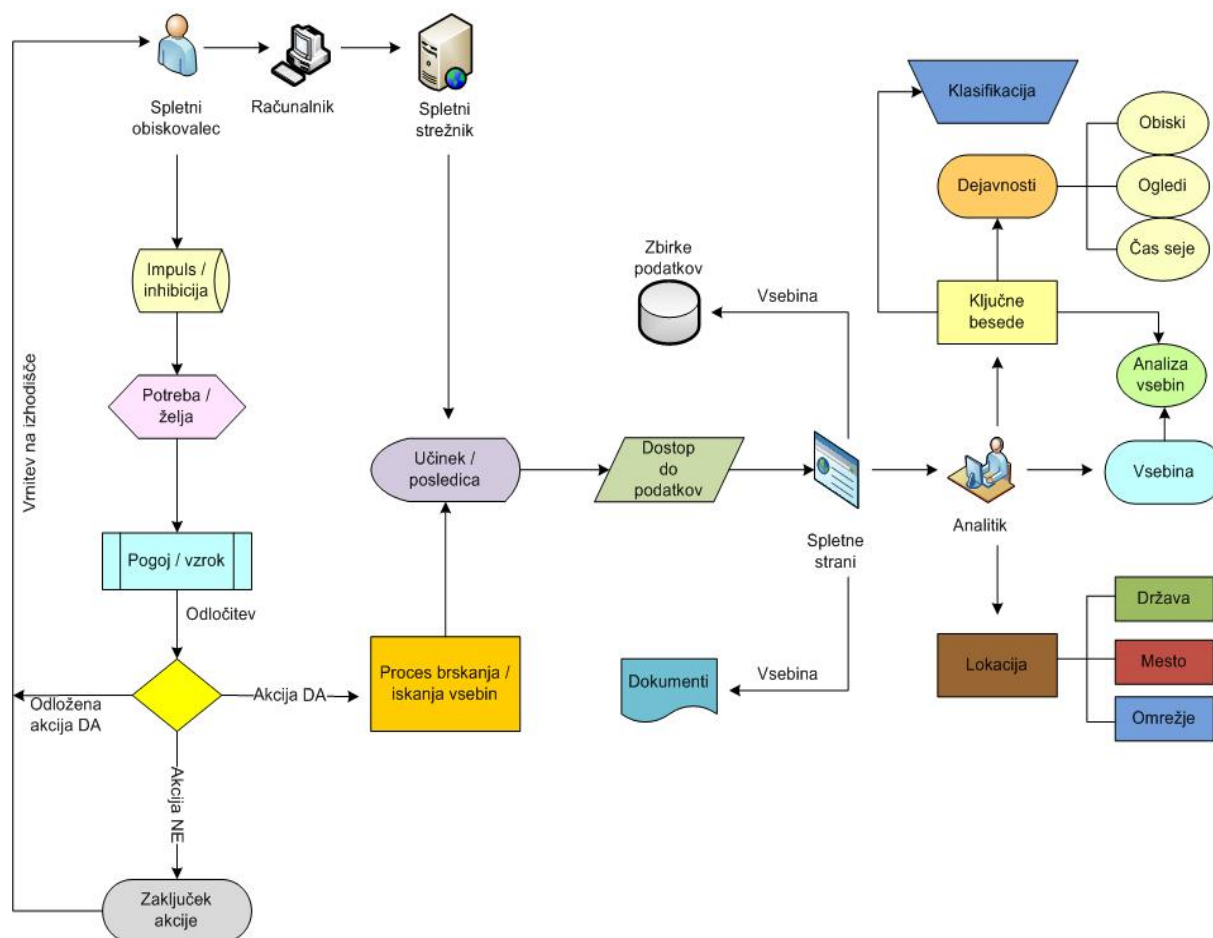 Spletni
obiskovalec
Računalnik
Spletni
strežnik
Klasifikacija
Obiski
Dejavnosti
Ogledi
Čas seje
Impuls /
inhibicija
Zbirke
podatkov
Vsebina
Ključne
besede
Vrnitev na izhodišče
Potreba /
želja
Analiza
vsebin
Učinek /
posledica
Dostop
do
podatkov
Vsebina
Analitik
Spletne
strani
Pogoj / vzrok
Odločitev
Država
Proces brskanja /
iskanja vsebin
Lokacija
Mesto
Dokumenti
Vsebina
Akcija DA
Odložena
akcija DA
Omrežje
Akcija NE
Zaključek
akcije